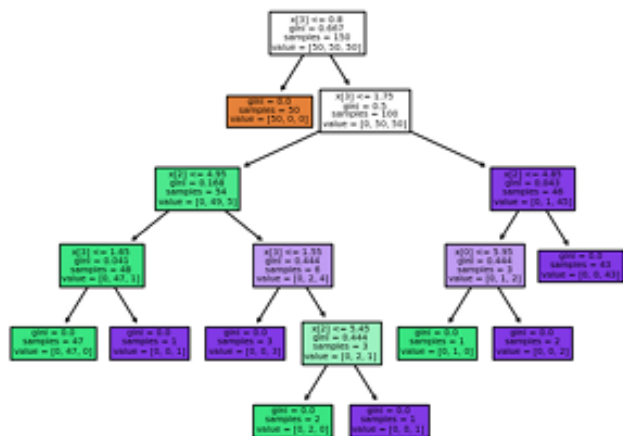 x[3] <= 0.8
gini = 0.667
samples = 150
value = [50, 50, 50]
gini = 0.0
samples = 50
value = [50, 0, 0]
x[3] <= 1.75
gini = 0.5
samples = 100
value = [0, 50, 50]
x[2] <= 4.95
gini = 0.168
samples = 54
value = [0, 49, 5]
x[2] <= 4.85
gini = 0.043
samples = 46
value = [0, 1, 45]
x[3] <= 1.65
gini = 0.041
samples = 48
value = [0, 47, 1]
x[3] <= 1.55
gini = 0.444
samples = 6
value = [0, 2, 4]
x[0] <= 5.95
gini = 0.444
samples = 3
value = [0, 1, 2]
gini = 0.0
samples = 43
value = [0, 0, 43]
gini = 0.0
samples = 47
value = [0, 47, 0]
gini = 0.0
samples = 1
value = [0, 0, 1]
gini = 0.0
samples = 3
value = [0, 0, 3]
x[2] <= 5.45
gini = 0.444
samples = 3
value = [0, 2, 1]
gini = 0.0
samples = 1
value = [0, 1, 0]
gini = 0.0
samples = 2
value = [0, 0, 2]
gini = 0.0
samples = 2
value = [0, 2, 0]
gini = 0.0
samples = 1
value = [0, 0, 1]